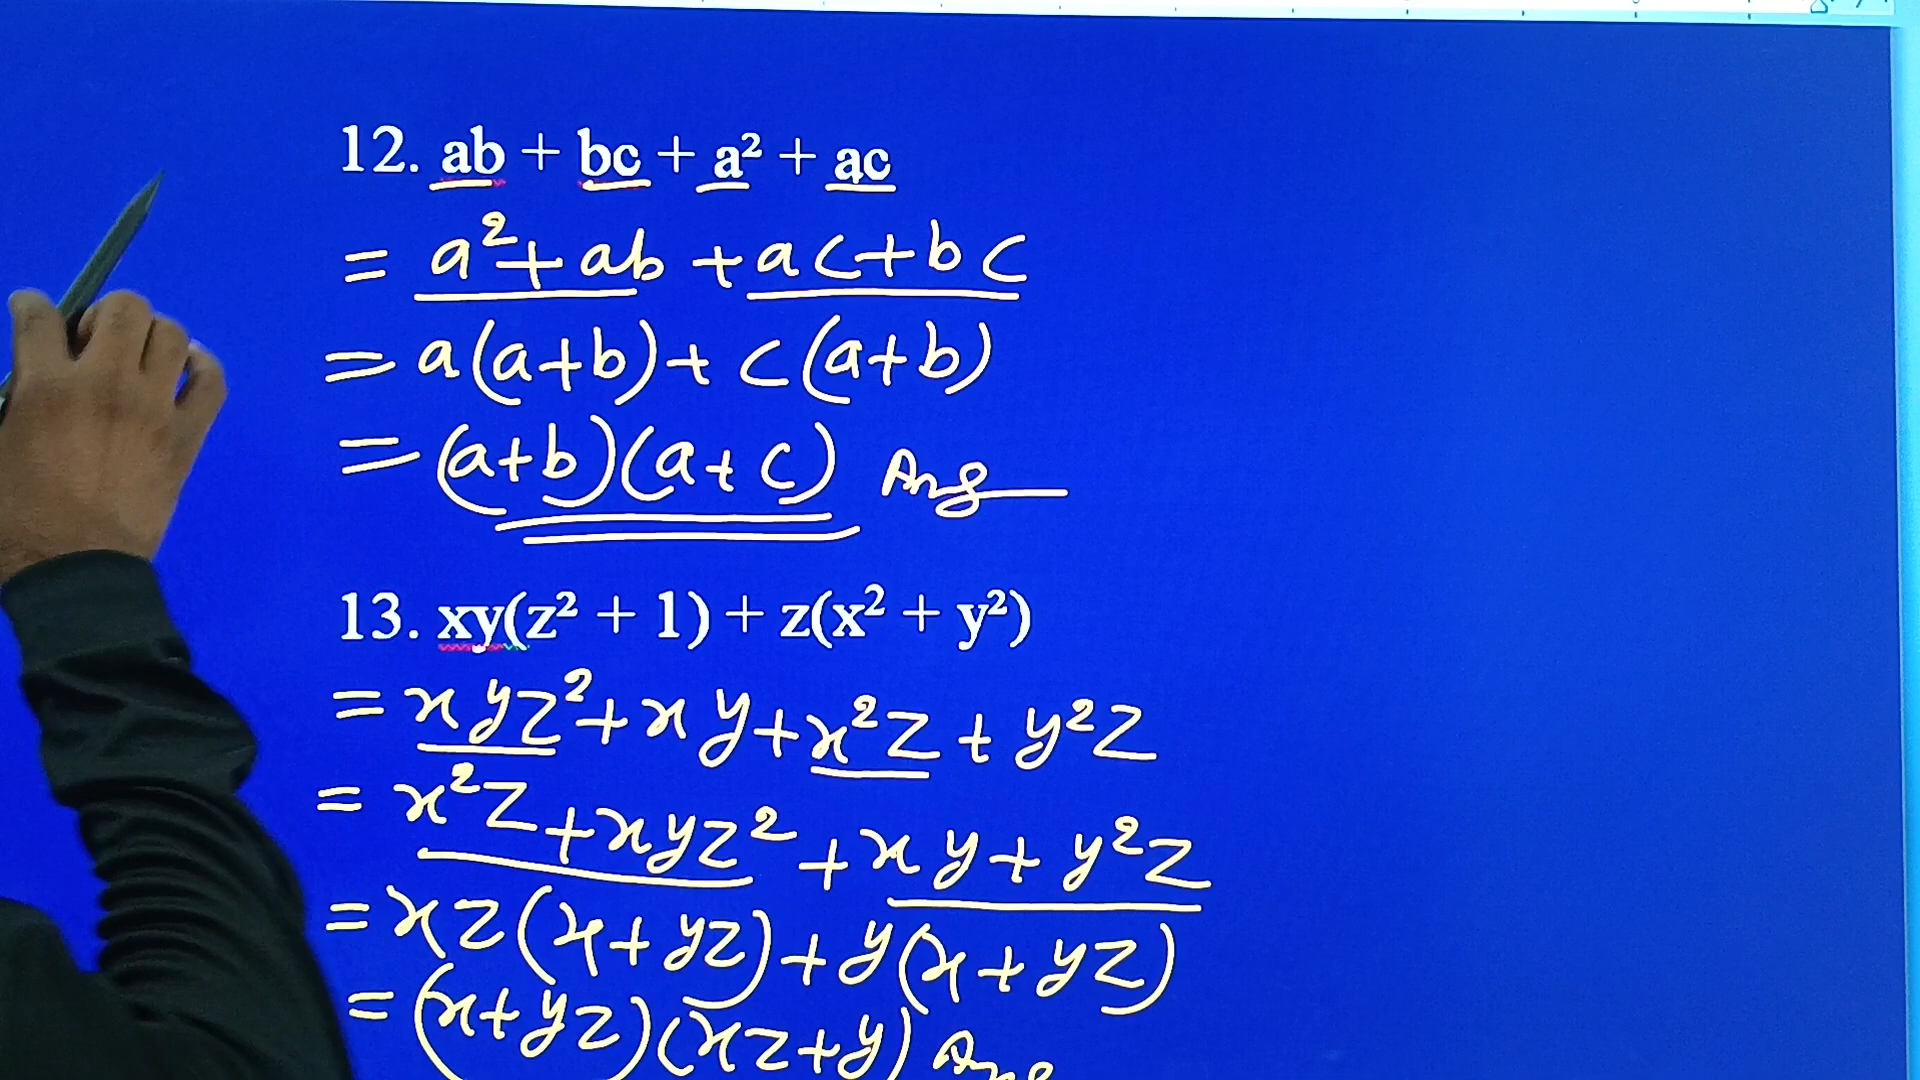 12. ab + bc + a² + ac
= a² + ab + ac + bc
= a(a+b) + c(a+b)
= (a+b)(a+c) Ans
13. xy(z² + 1) + z(x² + y²)
= xyz² + xy + x²z + y²z
= x²z + xyz² + xy + y²z
= xz(x+yz) + y(x+yz)
= (x+yz)(xz+y) Ans